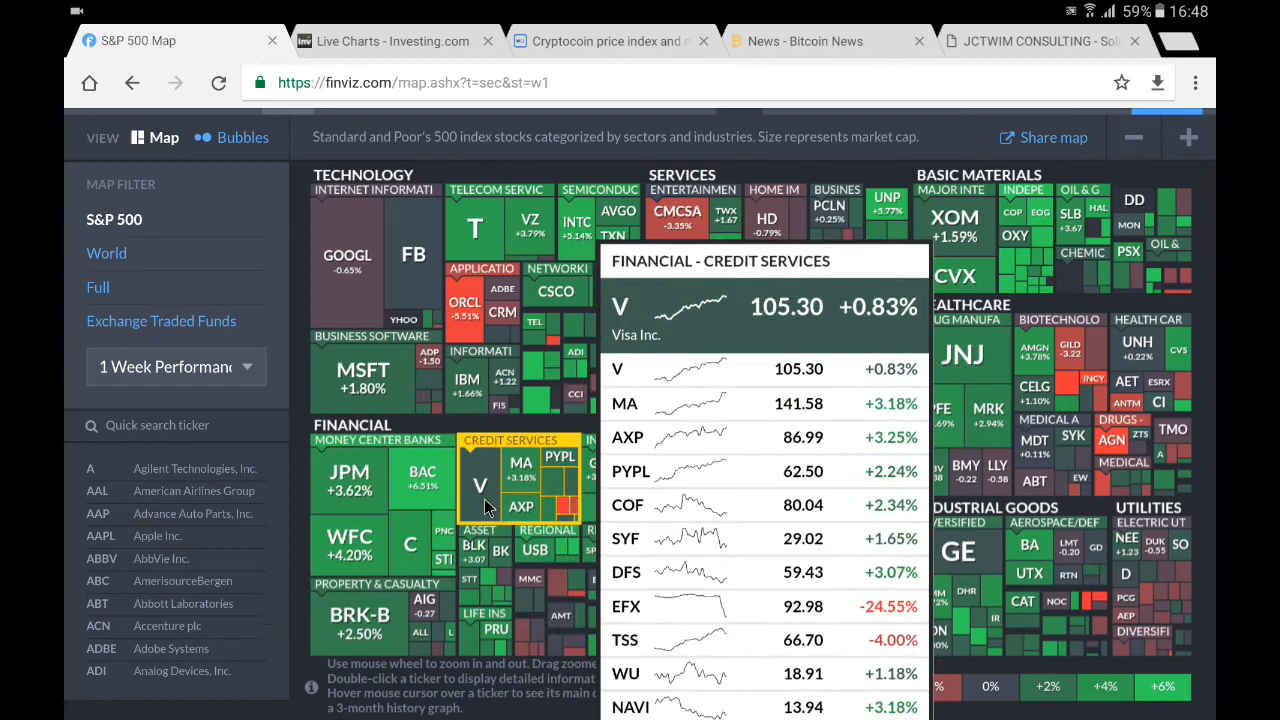 59% 16:48
S&P 500 Map
Live Charts - Investing.com
Cryptocoin price index and
News - Bitcoin News
JCTWIM CONSULTING - Solu
https://finviz.com/map.ashx?t=sec&st=w1
VIEW Map Bubbles
Standard and Poor's 500 index stocks categorized by sectors and industries. Size represents market cap.
Share map
MAP FILTER
S&P 500
World
Full
Exchange Traded Funds
1 Week Performanc
Quick search ticker
A Agilent Technologies, Inc.
AAL American Airlines Group
AAP Advance Auto Parts, Inc.
AAPL Apple Inc.
ABBV AbbVie Inc.
ABC AmerisourceBergen
ABT Abbott Laboratories
ACN Accenture plc
ADBE Adobe Systems
ADI Analog Devices, Inc.
TECHNOLOGY
INTERNET INFORMATI
GOOGL
-0.65%
FB
YHOO
TELECOM SERVIC
T
VZ
+3.79%
SEMICONDUC
INTC
+5.14%
AVGO
TXN
APPLICATIO
ORCL
-5.51%
ADBE
CRM
NETWORKI
CSCO
TEL
BUSINESS SOFTWARE
MSFT
+1.80%
ADP
-1.50
INFORMATI
IBM
+1.66%
ACN
+1.22
FIS
ADI
CCI
SERVICES
ENTERTAINMEN
CMCSA
-3.35%
TWX
+1.67
HOME IM
HD
-0.79%
BUSINES
PCLN
+0.25%
UNP
+5.77%
BASIC MATERIALS
MAJOR INTE
XOM
+1.59%
CVX
INDEPE
COP
EOG
OXY
OIL & G
SLB
+3.67
HAL
CHEMIC
DD
MON
PSX
OIL &
FINANCIAL
MONEY CENTER BANKS
JPM
+3.62%
BAC
+6.51%
WFC
+4.20%
C
PNC
STI
CREDIT SERVICES
V
MA
+3.18%
PYPL
AXP
ASSET
BLK
+3.07
BK
STT
REGIONAL
USB
MMC
PROPERTY & CASUALTY
BRK-B
+2.50%
AIG
-0.27
ALL
L
LIFE INS
PRU
AMT
FINANCIAL - CREDIT SERVICES
V 105.30 +0.83%
Visa Inc.
V 105.30 +0.83%
MA 141.58 +3.18%
AXP 86.99 +3.25%
PYPL 62.50 +2.24%
COF 80.04 +2.34%
SYF 29.02 +1.65%
DFS 59.43 +3.07%
EFX 92.98 -24.55%
TSS 66.70 -4.00%
WU 18.91 +1.18%
NAVI 13.94 +3.18%
EALTHCARE
UG MANUFA
JNJ
PFE
.69%
MRK
+2.94%
BMY
-0.22
LLY
-0.58
BIOTECHNOLO
AMGN
+3.78%
GILD
-3.22
CELG
+1.10%
INCY
MEDICAL A
MDT
+0.11%
SYK
ABT
EW
HEALTH CAR
UNH
+0.22%
CVS
AET
ESRX
ANTM
CI
DRUGS -
AGN
ZTS
MEDICAL
TMO
A
DUSTRIAL GOODS
VERSIFIED
GE
DHR
IR
AEROSPACE/DEF
BA
LMT
-0.20
GD
UTX
RTN
CAT
NOC
UTILITIES
ELECTRIC UT
NEE
+1.23
DUK
-0.55
SO
D
PCG
AEP
DIVERSIFI
Use mouse wheel to zoom in and out. Drag zoome
Double-click a ticker to display detailed informat
Hover mouse cursor over a ticker to see its main c
a 3-month history graph.
% 0% +2% +4% +6%